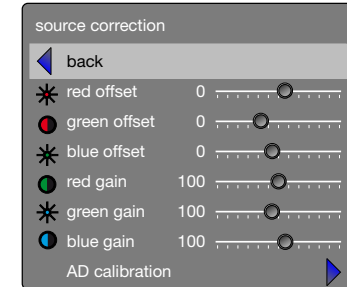 source correction
back
red offset 0
green offset 0
blue offset 0
red gain 100
green gain 100
blue gain 100
AD calibration